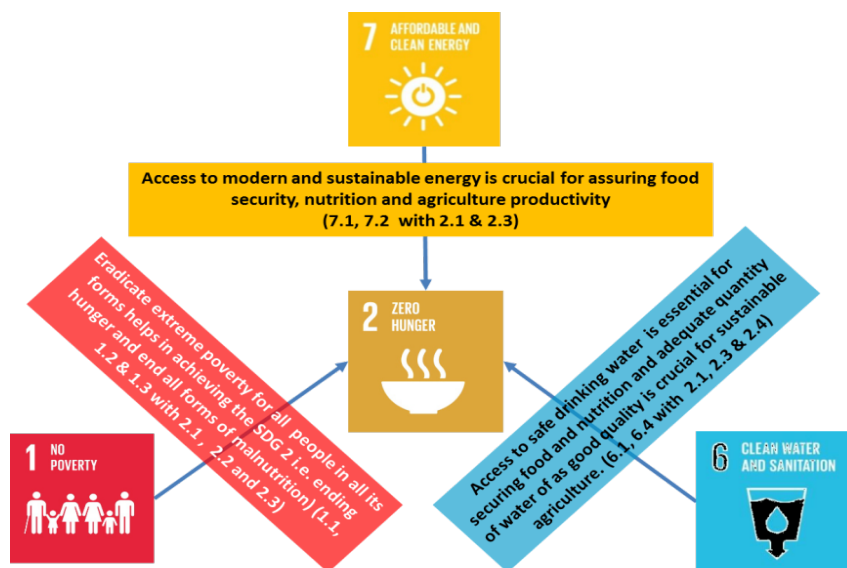 7 AFFORDABLE AND
CLEAN ENERGY
Access to modern and sustainable energy is crucial for assuring food
security, nutrition and agriculture productivity
(7.1, 7.2 with 2.1 & 2.3)
Eradicate extreme poverty for all people in all its
forms helps in achieving the SDG 2 i.e. ending
hunger and end all forms of malnutrition) (1.1,
1.2 & 1.3 with 2.1, 2.2 and 2.3)
2 ZERO
HUNGER
Access to safe drinking water is essential for
securing food and nutrition and adequate quantity
of water of as good quality is crucial for sustainable
agriculture. (6.1, 6.4 with 2.1, 2.3 & 2.4)
1 NO
POVERTY
6 CLEAN WATER
AND SANITATION